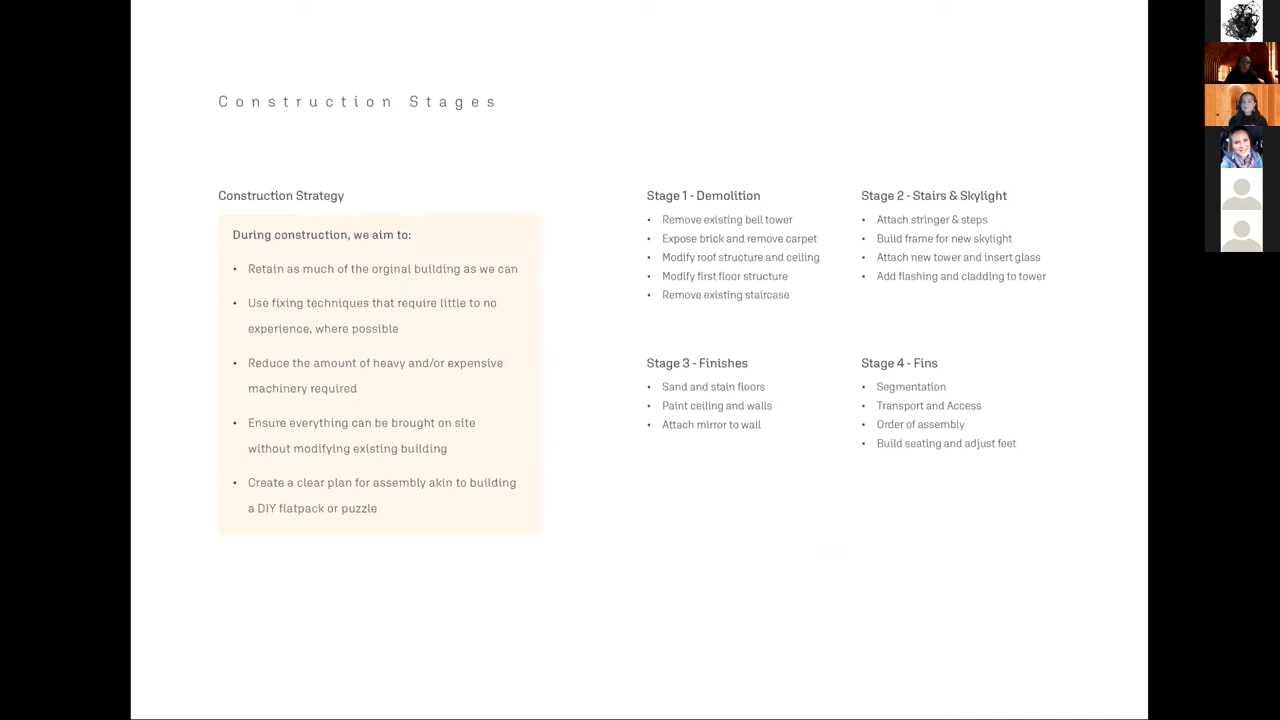 Construction Stages
Construction Strategy
During construction, we aim to:
• Retain as much of the orginal building as we can
• Use fixing techniques that require little to no
experience, where possible
• Reduce the amount of heavy and/or expensive
machinery required
• Ensure everything can be brought on site
without modifying existing building
• Create a clear plan for assembly akin to building
a DIY flatpack or puzzle
Stage 1 - Demolition
• Remove existing bell tower
• Expose brick and remove carpet
• Modify roof structure and ceiling
• Modify first floor structure
• Remove existing staircase
Stage 2 - Stairs & Skylight
• Attach stringer & steps
• Build frame for new skylight
• Attach new tower and insert glass
• Add flashing and cladding to tower
Stage 3 - Finishes
• Sand and stain floors
• Paint ceiling and walls
• Attach mirror to wall
Stage 4 - Fins
• Segmentation
• Transport and Access
• Order of assembly
• Build seating and adjust feet